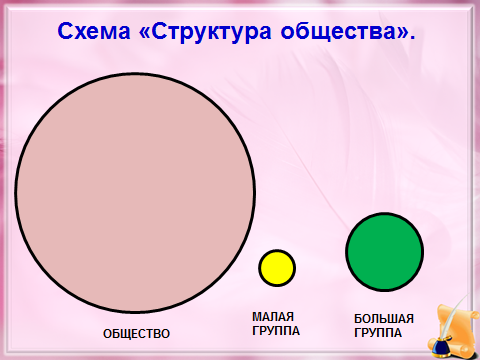 Схема «Структура общества».
ОБЩЕСТВО
МАЛАЯ
ГРУППА
БОЛЬШАЯ
ГРУППА